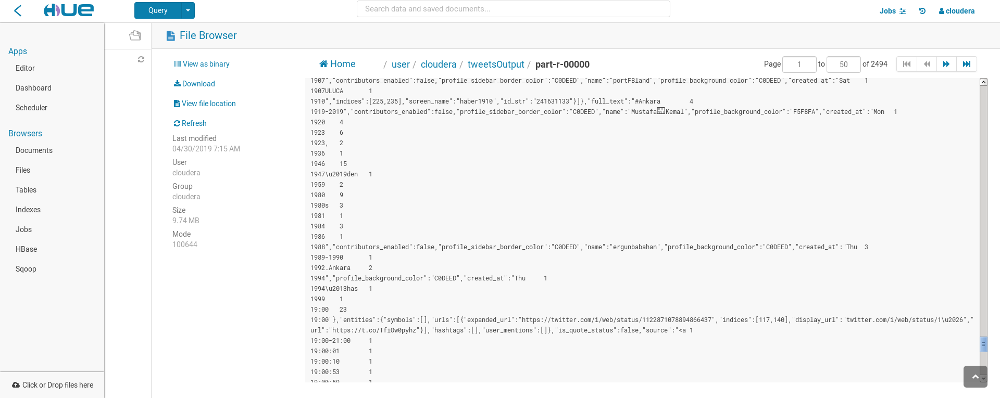 HUE
Query
Search data and saved documents...
Jobs
cloudera
Apps
Editor
Dashboard
Scheduler
Browsers
Documents
Files
Tables
Indexes
Jobs
HBase
Sqoop
Click or Drop files here
File Browser
View as binary
Download
View file location
Refresh
Last modified
04/30/2019 7:15 AM
User
cloudera
Group
cloudera
Size
9.74 MB
Mode
100644
Home / user / cloudera / tweetsOutput / part-r-00000
Page 1 to 50 of 2494
1907","contributors_enabled":false,"profile_sidebar_border_color":"C0DEED","name":"portFBland","profile_background_color":"C0DEED","created_at":"Sat 1
1907ULUCA 1
1910","indices":[225,235],"screen_name":"haber1910","id_str":"241631133"}]},"full_text":"#Ankara 4
1919-2019","contributors_enabled":false,"profile_sidebar_border_color":"C0DEED","name":"Mustafa Kemal","profile_background_color":"F5F8FA","created_at":"Mon 1
1920 4
1923 6
1923, 2
1936 1
1946 15
1947\u2019den 1
1959 2
1980 9
1980s 3
1981 1
1984 3
1986 1
1988","contributors_enabled":false,"profile_sidebar_border_color":"C0DEED","name":"ergunbabahan","profile_background_color":"C0DEED","created_at":"Thu 3
1989-1990 1
1992.Ankara 2
1994","profile_background_color":"C0DEED","created_at":"Thu 1
1994\u2013has 1
1999 1
19:00 23
19:00"},"entities":{"symbols":[],"urls":[{"expanded_url":"https://twitter.com/i/web/status/1122871078894866437","indices":[117,140],"display_url":"twitter.com/i/web/status/1\u2026","
url":"https://t.co/TfiOw0pyhz"}],"hashtags":[],"user_mentions":[]},"is_quote_status":false,"source":"<a 1
19:00-21:00 1
19:00:01 1
19:00:10 1
19:00:53 1
19:00:59 1